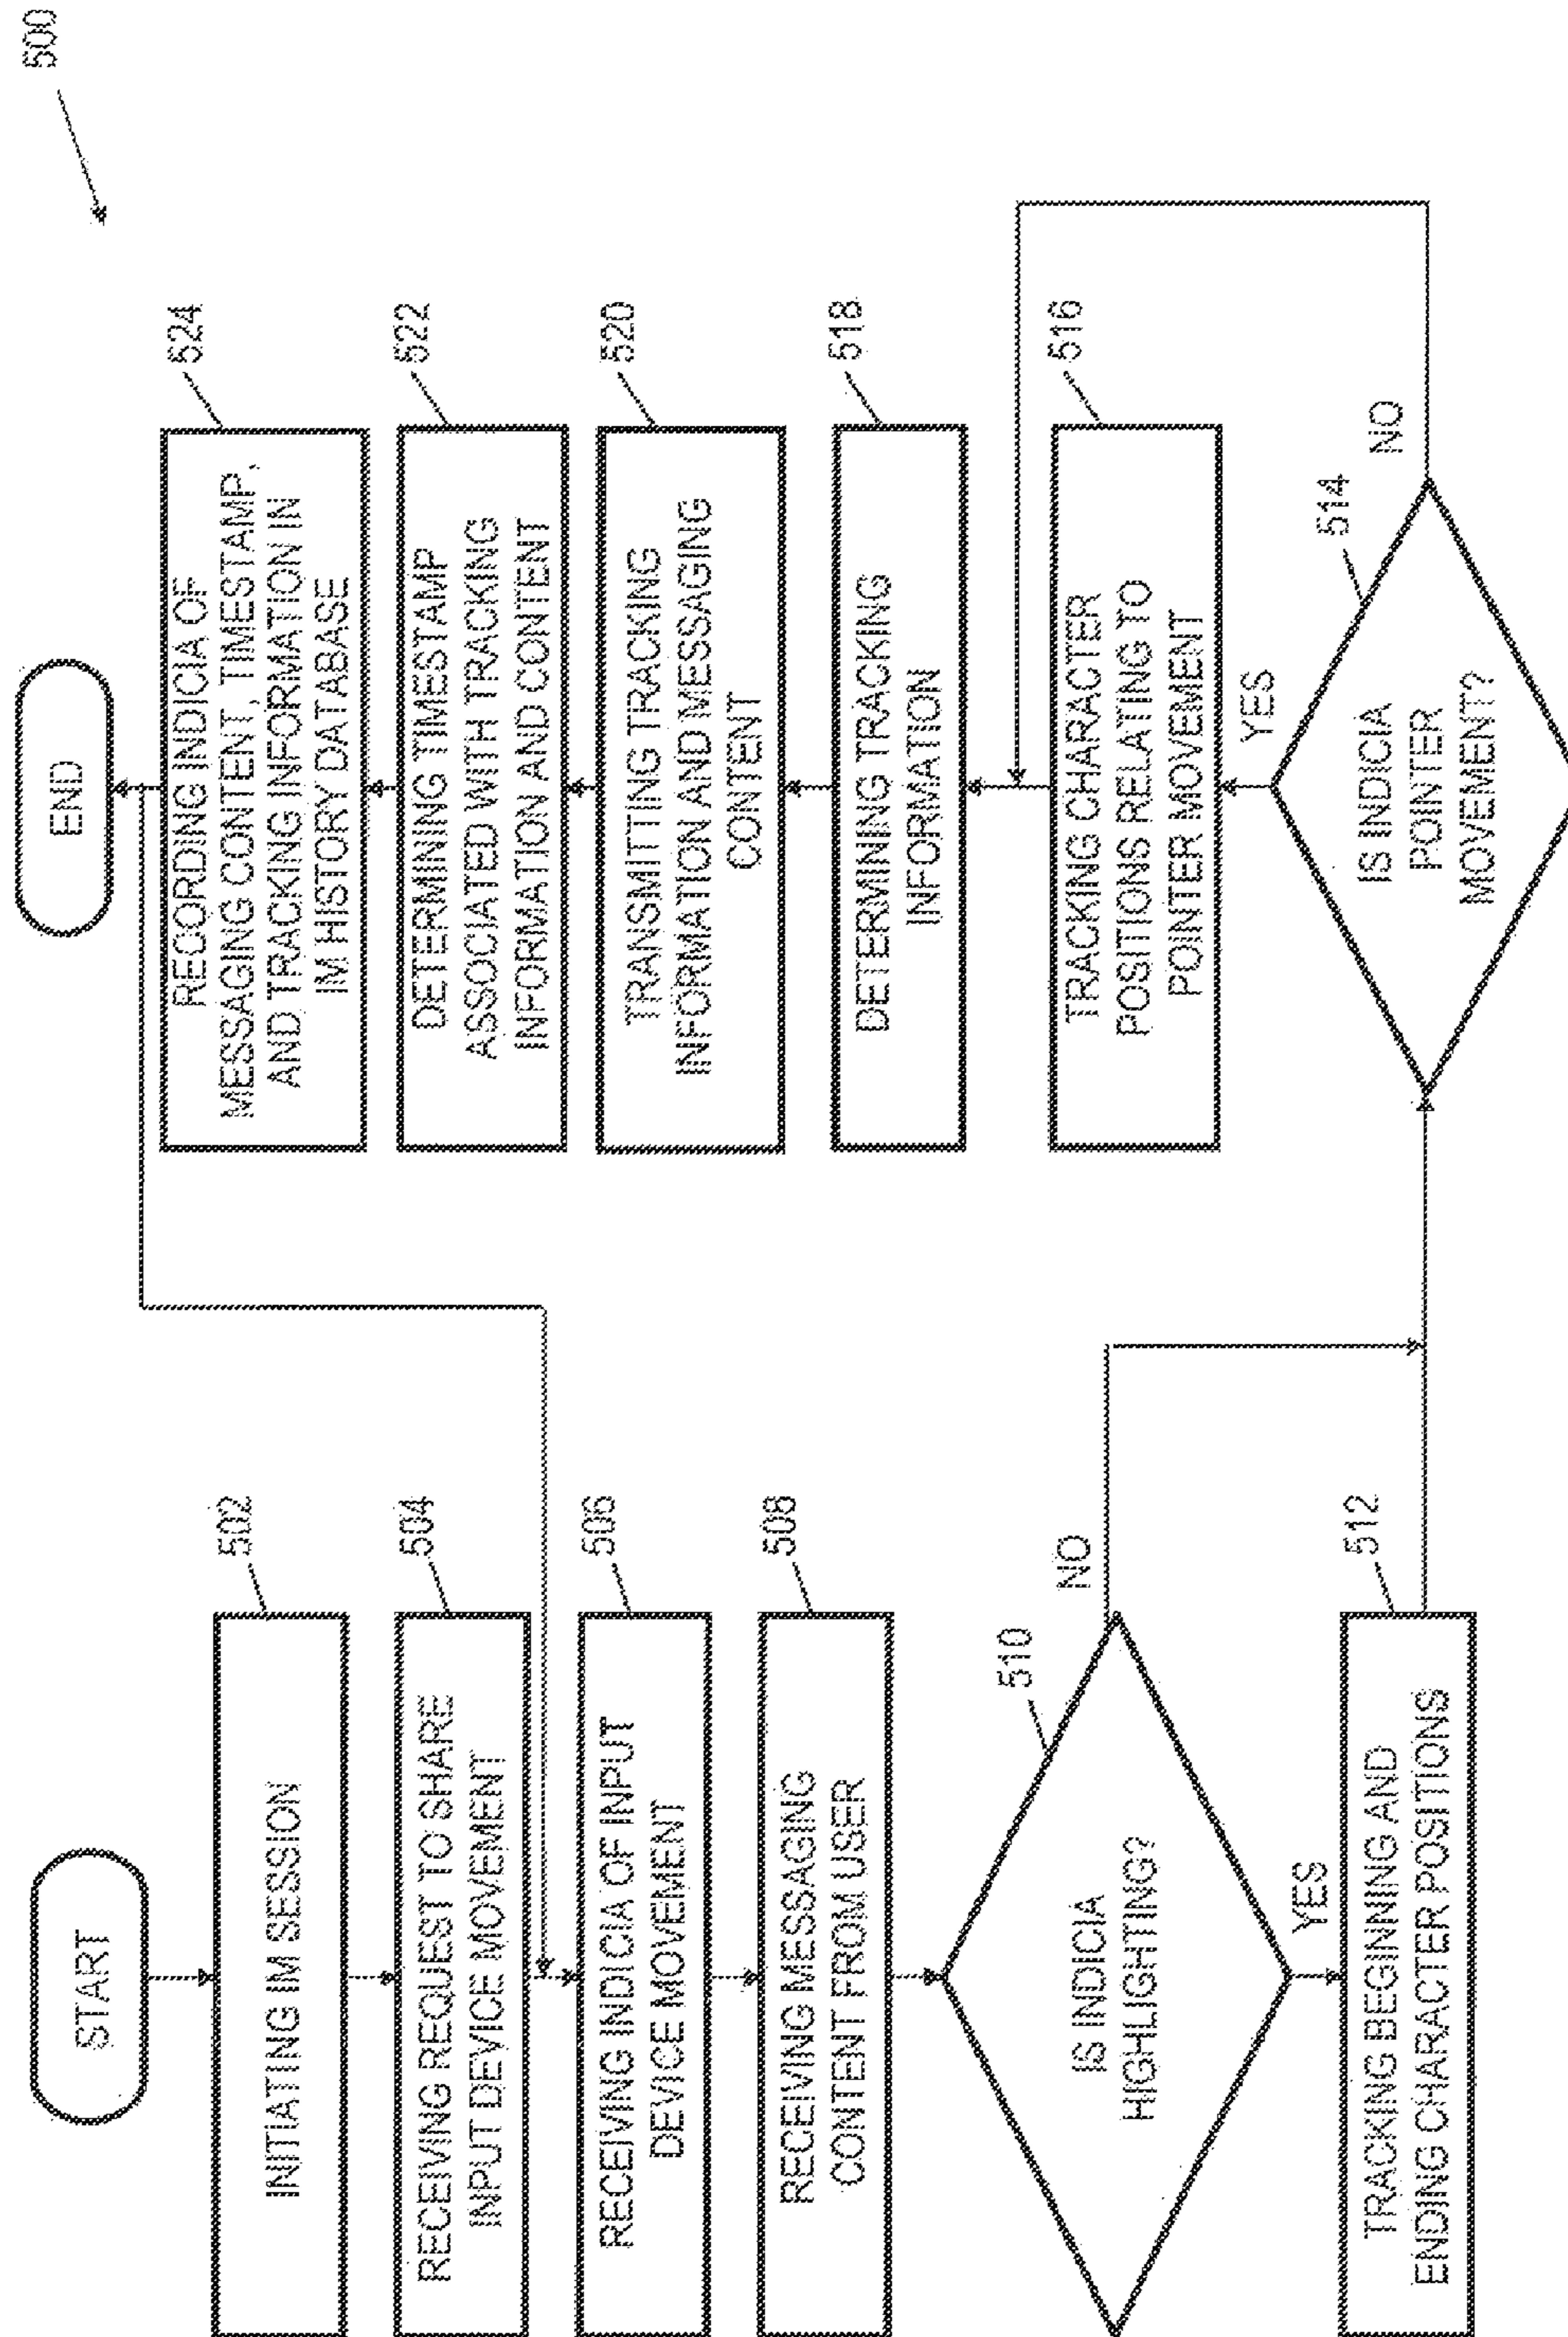 500
START
INITIATING IM SESSION
502
RECEIVING REQUEST TO SHARE
INPUT DEVICE MOVEMENT
504
RECEIVING INDICIA OF INPUT
DEVICE MOVEMENT
506
RECEIVING MESSAGING
CONTENT FROM USER
508
IS INDICIA
HIGHLIGHTING?
510
NO
YES
TRACKING BEGINNING AND
ENDING CHARACTER POSITIONS
512
IS INDICIA
POINTER
MOVEMENT?
514
NO
YES
TRACKING CHARACTER
POSITIONS RELATING TO
POINTER MOVEMENT
516
DETERMINING TRACKING
INFORMATION
518
TRANSMITTING TRACKING
INFORMATION AND MESSAGING
CONTENT
520
DETERMINING TIMESTAMP
ASSOCIATED WITH TRACKING
INFORMATION AND CONTENT
522
RECORDING INDICIA OF
MESSAGING CONTENT, TIMESTAMP,
AND TRACKING INFORMATION IN
IM HISTORY DATABASE
524
END